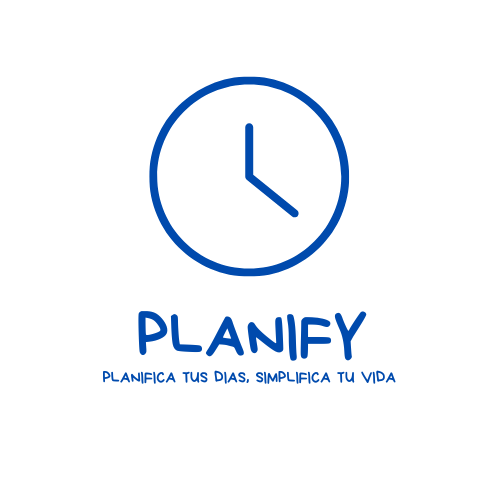 PLANIFY
PLANIFICA TUS DIAS, SIMPLIFICA TU VIDA